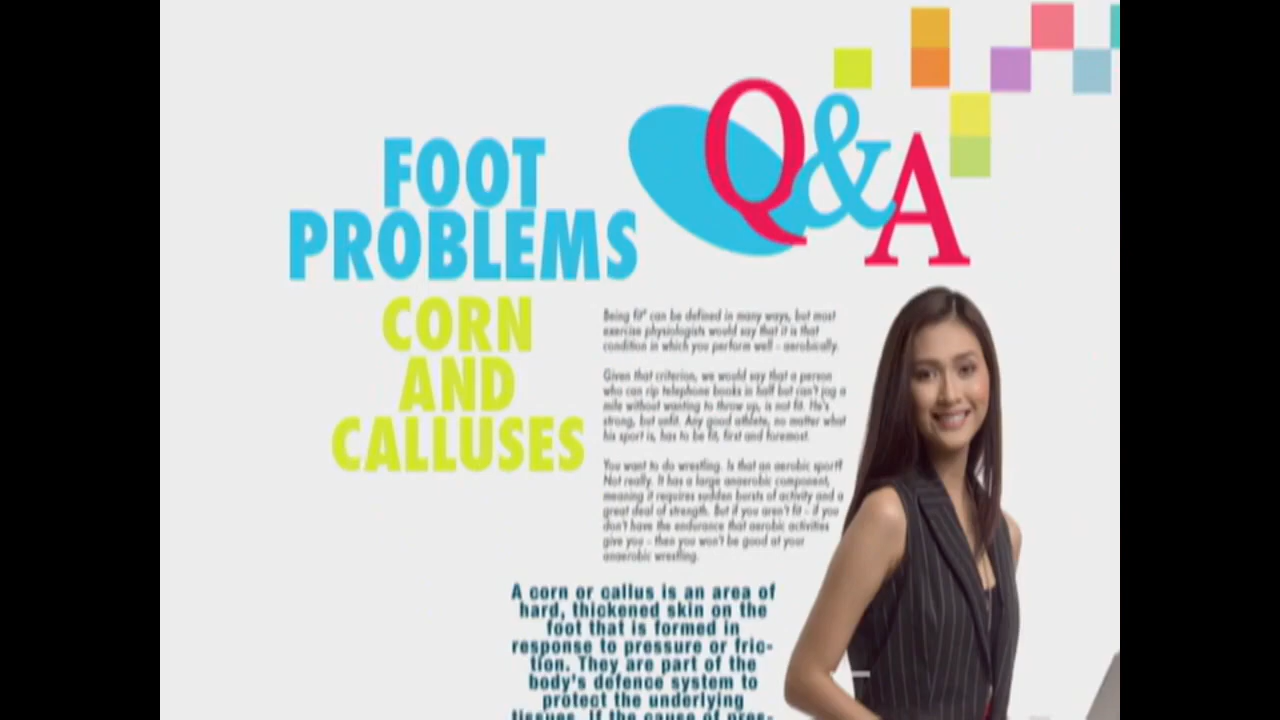 FOOT
PROBLEMS
CORN
AND
CALLUSES
Q&A
Being fit" can be defined in many ways, but most
exercise physiologists would say that it is that
condition in which you perform well - aerobically.
Given that criterion, we would say that a person
who can rip telephone books in half but can't jog a
mile without wanting to throw up, is not fit. He's
strong, but unfit. Any good athlete, no matter what
his sport is, has to be fit, first and foremost.
You want to do wrestling. Is that an aerobic sport?
Not really. It has a large anaerobic component,
meaning it requires sudden bursts of activity and a
great deal of strength. But if you aren't fit - if you
don't have the endurance that aerobic activities
give you - then you won't be good at your
anaerobic wrestling.
A corn or callus is an area of
hard, thickened skin on the
foot that is formed in
response to pressure or fric-
tion. They are part of the
body's defence system to
protect the underlying
tissues. If the cause of pres-